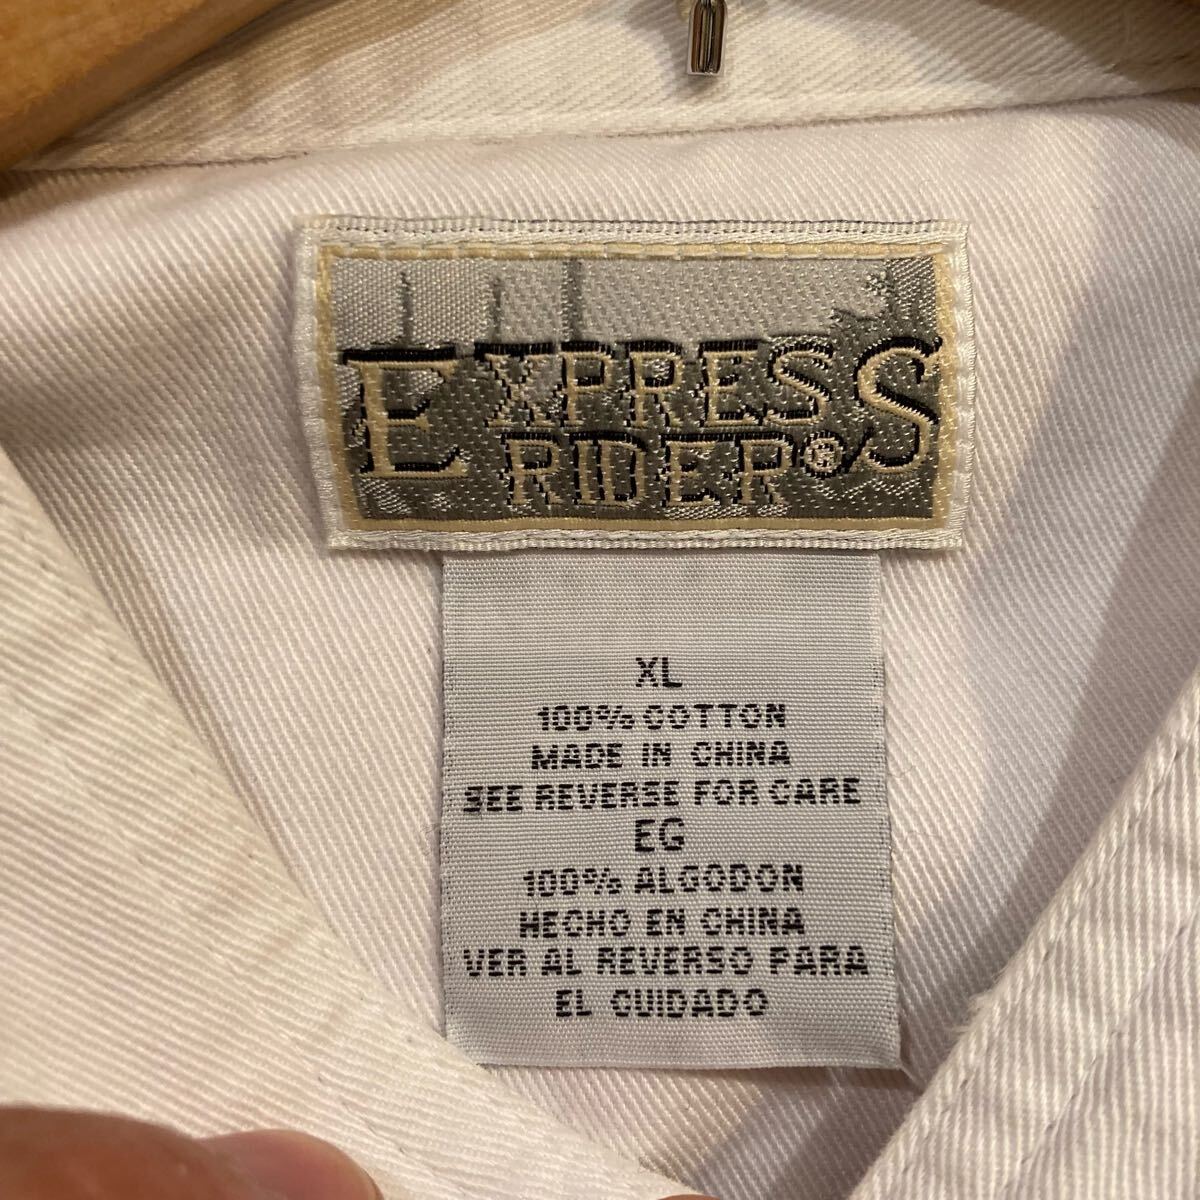 EXPRESS
RIDER®
XL
100% COTTON
MADE IN CHINA
SEE REVERSE FOR CARE
EG
100% ALGODON
HECHO EN CHINA
VER AL REVERSO PARA
EL CUIDADO